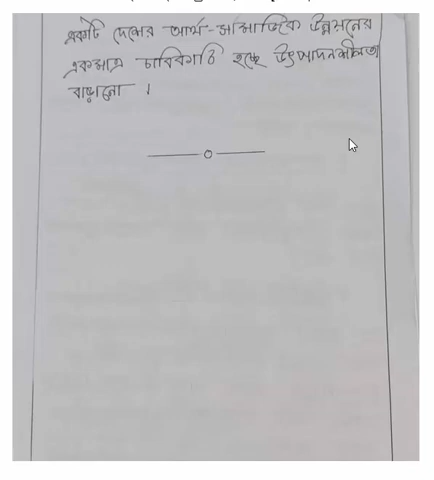 একটি দেশের আর্থ-সামাজিক উন্নয়নের
একমাত্র চাবিকাঠি হচ্ছে উৎপাদনশীলতা
বাড়ানো ।